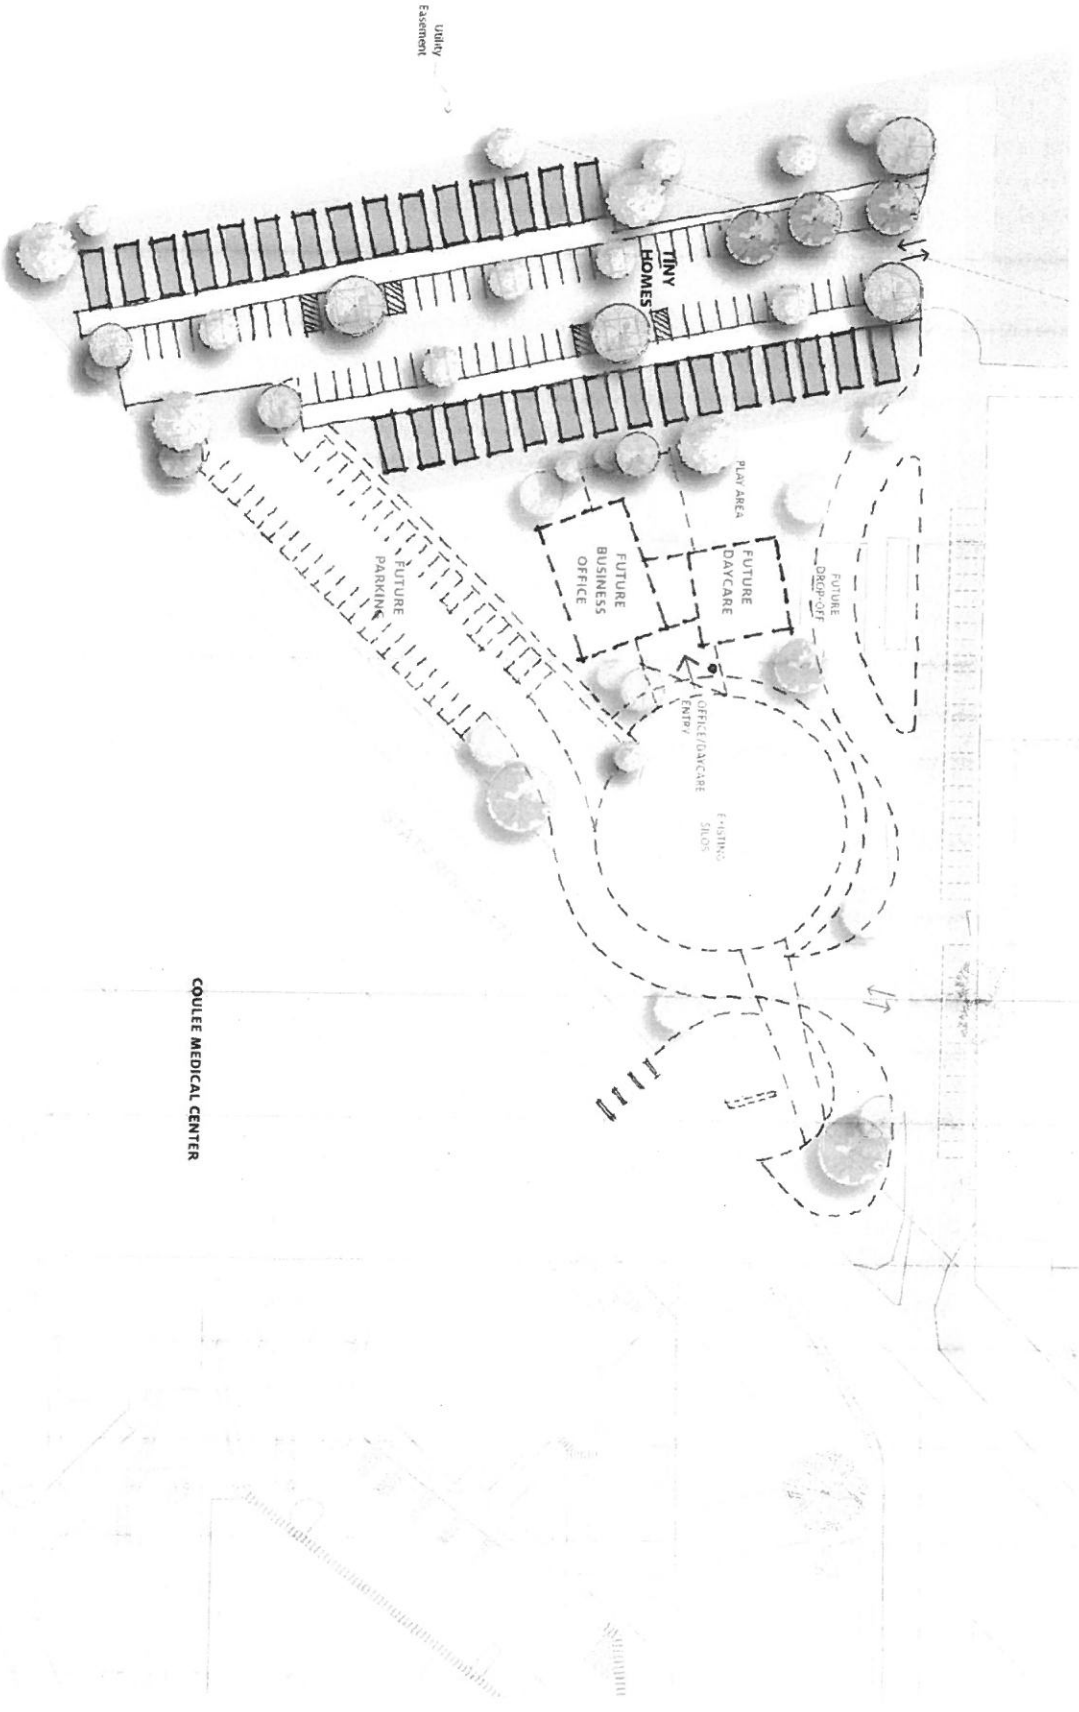 Utility
Easement
TINY
HOMES
PLAY AREA
FUTURE
DAYCARE
FUTURE
DROP-OFF
FUTURE
BUSINESS
OFFICE
FUTURE
PARKING
OFFICE/DAYCARE
ENTRY
EXISTING
SILOS
COULEE MEDICAL CENTER